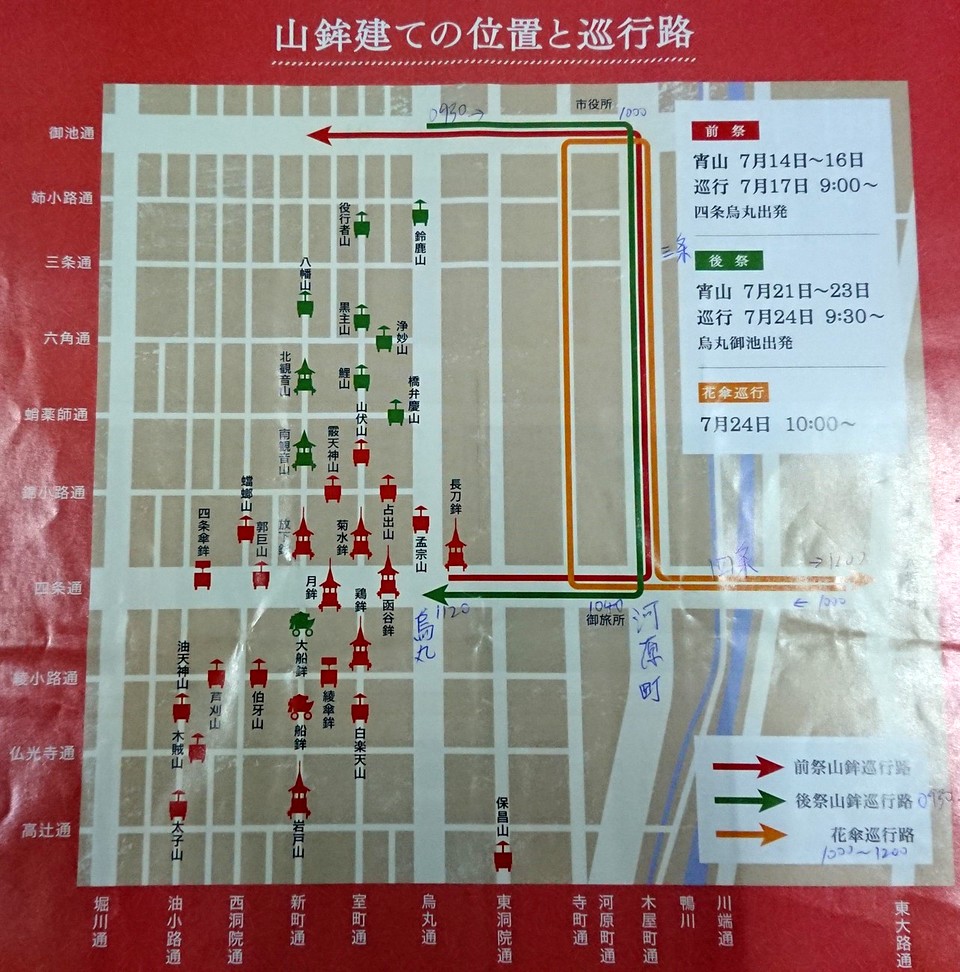 山鉾建ての位置と巡行路
0930→
市役所
1000
御池通
姉小路通
三条通
六角通
蛸薬師通
錦小路通
四条通
綾小路通
仏光寺通
高辻通
前祭
宵山 7月14日〜16日
巡行 7月17日 9:00〜
四条烏丸出発
三条
後祭
宵山 7月21日〜23日
巡行 7月24日 9:30〜
烏丸御池出発
花傘巡行
7月24日 10:00〜
役行者山
鈴鹿山
八幡山
黒主山
浄妙山
北観音山
鯉山
橋弁慶山
山伏山
南観音山
霰天神山
占出山
蟷螂山
四条傘鉾
郭巨山
放下鉾
菊水鉾
孟宗山
長刀鉾
月鉾
鶏鉾
函谷鉾
四条
→1200
←1000
1120
烏丸
1040
御旅所
河原町
大船鉾
油天神山
芦刈山
伯牙山
綾傘鉾
木賊山
船鉾
白楽天山
太子山
岩戸山
保昌山
前祭山鉾巡行路
後祭山鉾巡行路
0930
花傘巡行路
1000〜1200
堀川通
油小路通
西洞院通
新町通
室町通
烏丸通
東洞院通
寺町通
河原町通
木屋町通
鴨川
川端通
東大路通